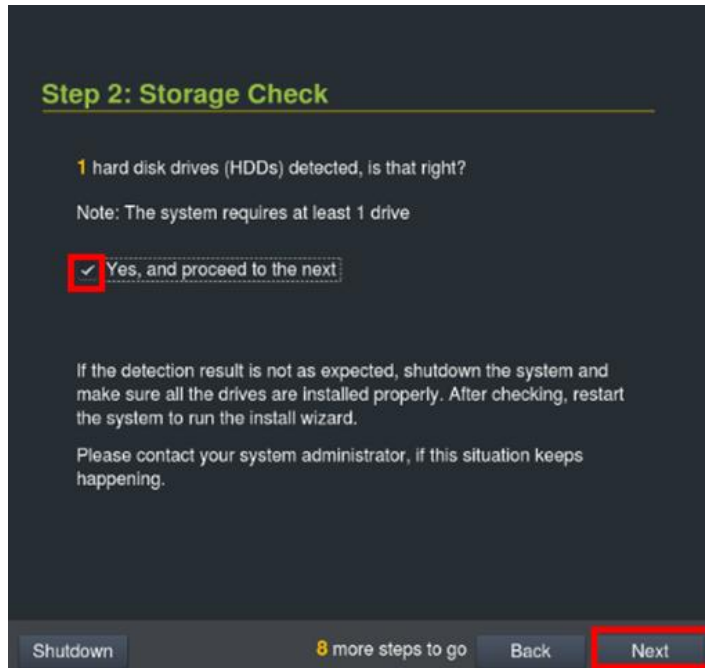 Step 2: Storage Check
1 hard disk drives (HDDs) detected, is that right?
Note: The system requires at least 1 drive
Yes, and proceed to the next
If the detection result is not as expected, shutdown the system and
make sure all the drives are installed properly. After checking, restart
the system to run the install wizard.
Please contact your system administrator, if this situation keeps
happening.
Shutdown
8 more steps to go
Back
Next